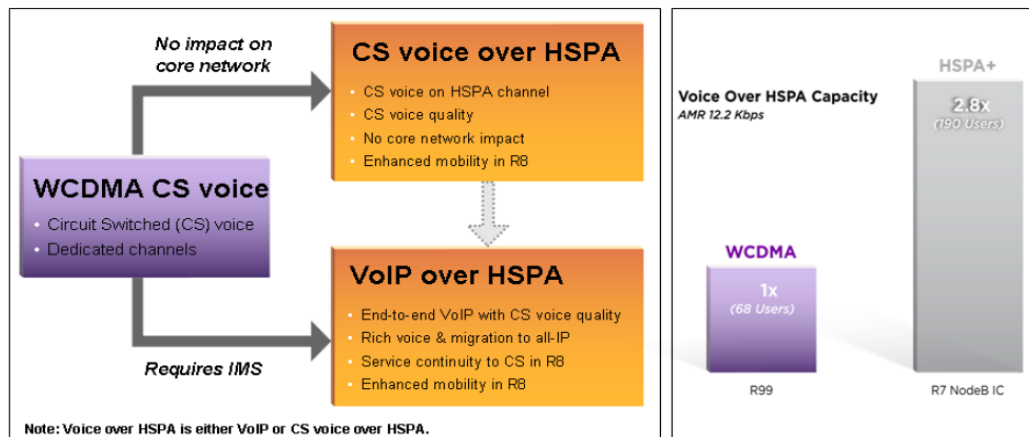 No impact on
core network
CS voice over HSPA
• CS voice on HSPA channel
• CS voice quality
• No core network impact
• Enhanced mobility in R8
WCDMA CS voice
• Circuit Switched (CS) voice
• Dedicated channels
VoIP over HSPA
• End-to-end VoIP with CS voice quality
• Rich voice & migration to all-IP
• Service continuity to CS in R8
• Enhanced mobility in R8
Requires IMS
Note: Voice over HSPA is either VoIP or CS voice over HSPA.
Voice Over HSPA Capacity
AMR 12.2 Kbps
HSPA+
2.8x
(190 Users)
WCDMA
1x
(68 Users)
R99
R7 NodeB IC